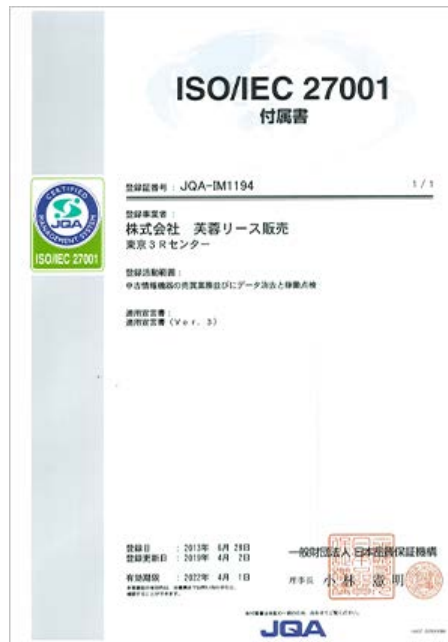 ISO/IEC 27001
付属書
登録証番号 : JQA-IM1194
1 / 1
CERTIFIED
MANAGEMENT SYSTEM
JQA
ISO/IEC 27001
登録事業者 :
株式会社 芙蓉リース販売
東京3Rセンター
登録活動範囲 :
中古情報機器の売買業務並びにデータ消去と稼働点検
適用宣言書 :
適用宣言書 (Ver. 3)
登録日 : 2013年 6月 28日
登録更新日 : 2019年 4月 2日
有効期限 : 2022年 4月 1日
一般財団法人 日本品質保証機構
理事長 小林 憲明
JQA